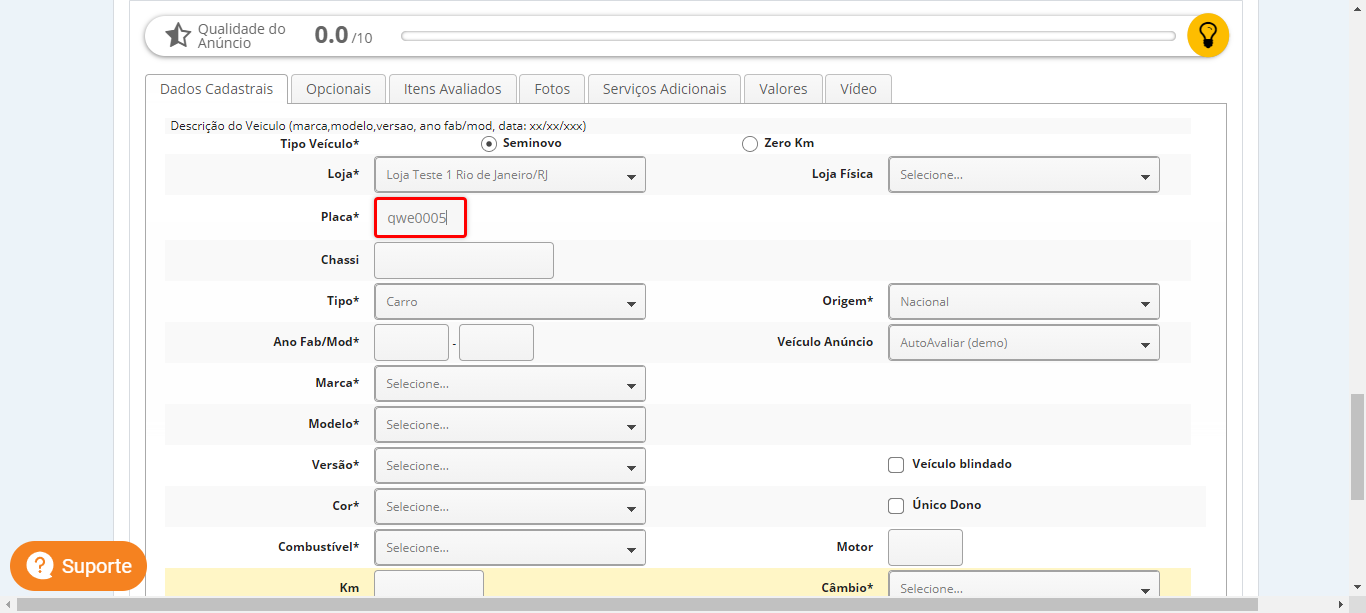 Qualidade do
Anúncio
0.0 /10
Dados Cadastrais
Opcionais
Itens Avaliados
Fotos
Serviços Adicionais
Valores
Vídeo
Descrição do Veiculo (marca,modelo,versao, ano fab/mod, data: xx/xx/xxx)
Tipo Veículo* Seminovo Zero Km
Loja* Loja Teste 1 Rio de Janeiro/RJ Loja Física Selecione...
Placa* qwe0005
Chassi
Tipo* Carro Origem* Nacional
Ano Fab/Mod* - Veículo Anúncio AutoAvaliar (demo)
Marca* Selecione...
Modelo* Selecione...
Versão* Selecione... Veículo blindado
Cor* Selecione... Único Dono
Combustível* Selecione... Motor
Km Câmbio* Selecione...
? Suporte